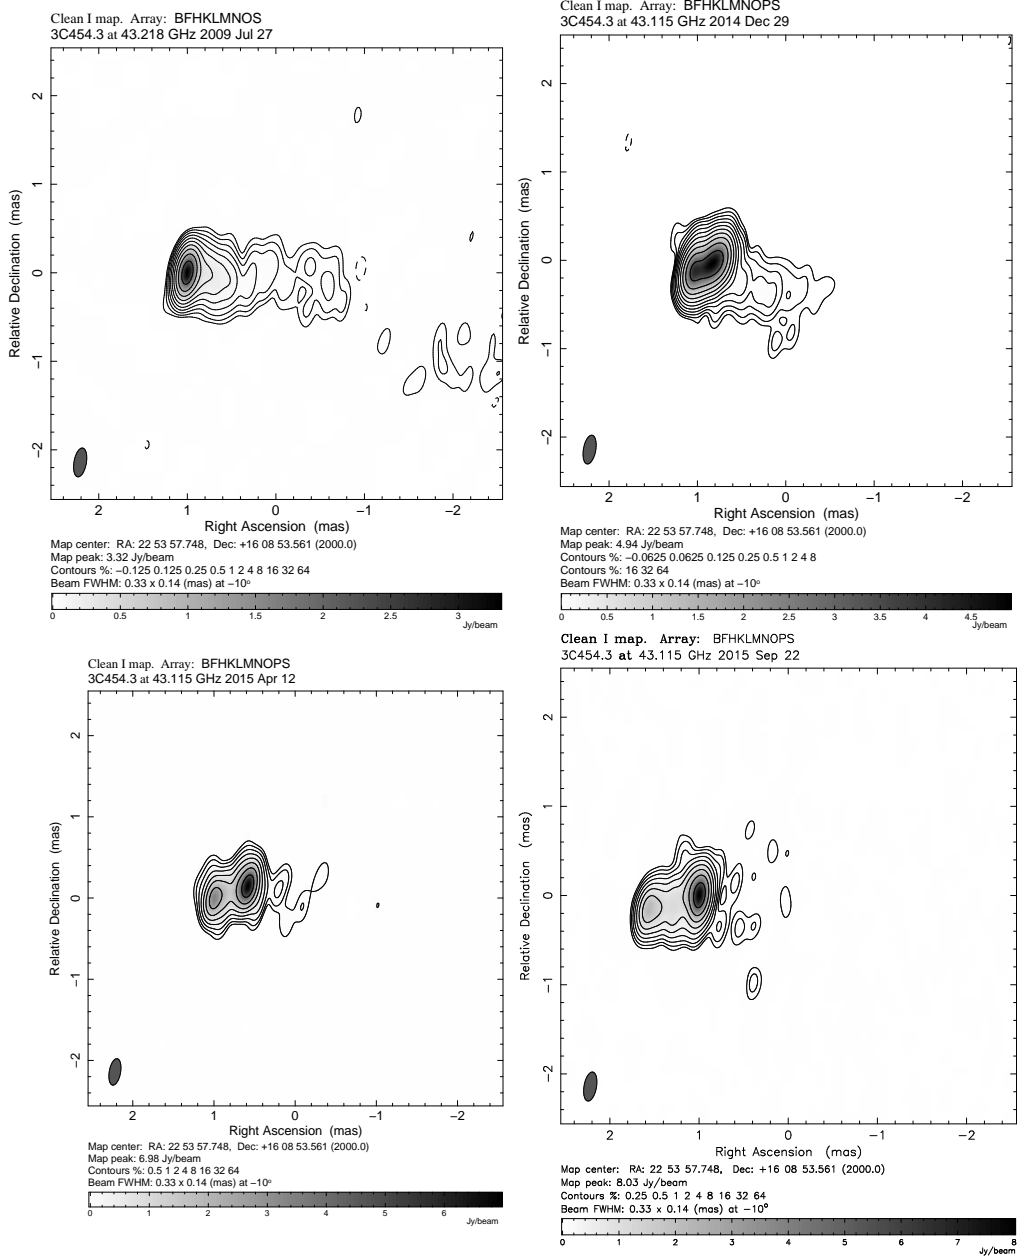 Clean I map. Array: BFHKLMNOS
3C454.3 at 43.218 GHz 2009 Jul 27
Relative Declination (mas)
2
1
0
−1
−2
2 1 0 −1 −2
Right Ascension (mas)
Map center: RA: 22 53 57.748, Dec: +16 08 53.561 (2000.0)
Map peak: 3.32 Jy/beam
Contours %: −0.125 0.125 0.25 0.5 1 2 4 8 16 32 64
Beam FWHM: 0.33 x 0.14 (mas) at −10°
0 0.5 1 1.5 2 2.5 3
Jy/beam
Clean I map. Array: BFHKLMNOPS
3C454.3 at 43.115 GHz 2014 Dec 29
Relative Declination (mas)
2
1
0
−1
−2
2 1 0 −1 −2
Right Ascension (mas)
Map center: RA: 22 53 57.748, Dec: +16 08 53.561 (2000.0)
Map peak: 4.94 Jy/beam
Contours %: −0.0625 0.0625 0.125 0.25 0.5 1 2 4 8
Contours %: 16 32 64
Beam FWHM: 0.33 x 0.14 (mas) at −10°
0 0.5 1 1.5 2 2.5 3 3.5 4 4.5
Jy/beam
Clean I map. Array: BFHKLMNOPS
3C454.3 at 43.115 GHz 2015 Apr 12
Relative Declination (mas)
2
1
0
−1
−2
2 1 0 −1 −2
Right Ascension (mas)
Map center: RA: 22 53 57.748, Dec: +16 08 53.561 (2000.0)
Map peak: 6.98 Jy/beam
Contours %: 0.5 1 2 4 8 16 32 64
Beam FWHM: 0.33 x 0.14 (mas) at −10°
0 1 2 3 4 5 6
Jy/beam
Clean I map. Array: BFHKLMNOPS
3C454.3 at 43.115 GHz 2015 Sep 22
Relative Declination (mas)
2
1
0
−1
−2
2 1 0 −1 −2
Right Ascension (mas)
Map center: RA: 22 53 57.748, Dec: +16 08 53.561 (2000.0)
Map peak: 8.03 Jy/beam
Contours %: 0.25 0.5 1 2 4 8 16 32 64
Beam FWHM: 0.33 x 0.14 (mas) at −10°
0 1 2 3 4 5 6 7 8
Jy/beam